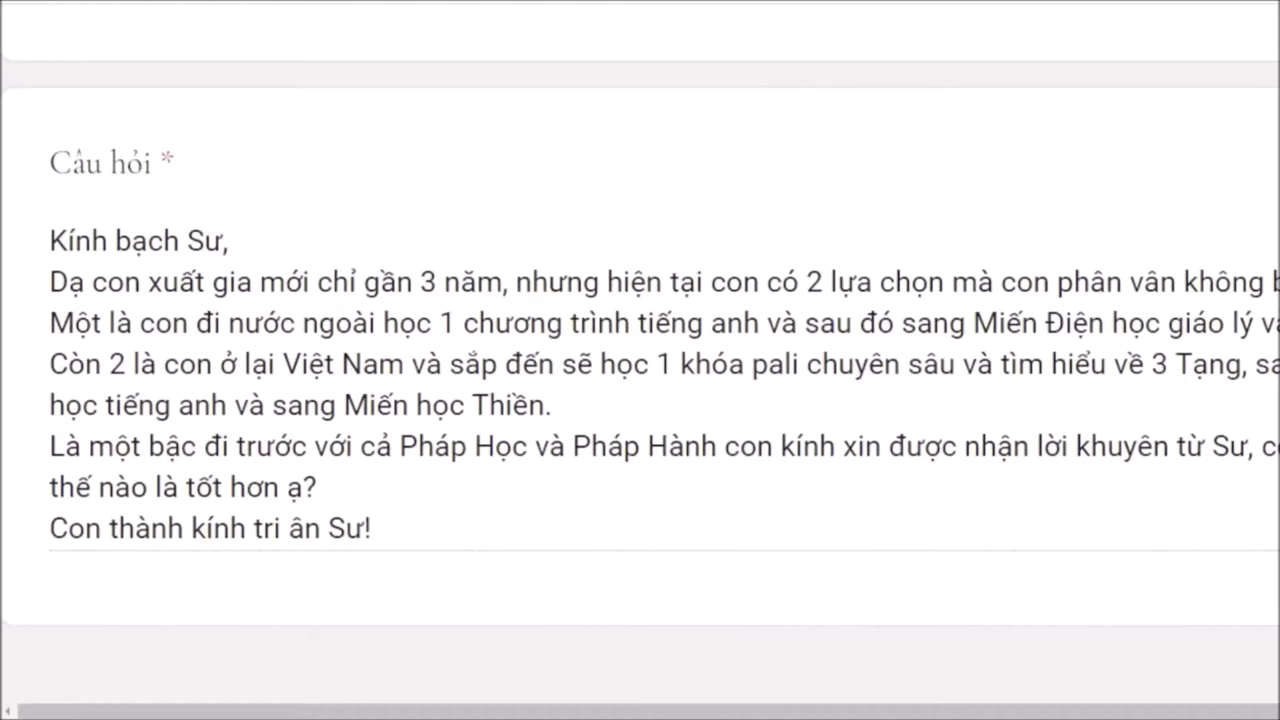 Câu hỏi *
Kính bạch Sư,
Dạ con xuất gia mới chỉ gần 3 năm, nhưng hiện tại con có 2 lựa chọn mà con phân vân không
Một là con đi nước ngoài học 1 chương trình tiếng anh và sau đó sang Miến Điện học giáo lý
Còn 2 là con ở lại Việt Nam và sắp đến sẽ học 1 khóa pali chuyên sâu và tìm hiểu về 3 Tạng,
học tiếng anh và sang Miến học Thiền.
Là một bậc đi trước với cả Pháp Học và Pháp Hành con kính xin được nhận lời khuyên từ Sư,
thế nào là tốt hơn ạ?
Con thành kính tri ân Sư!